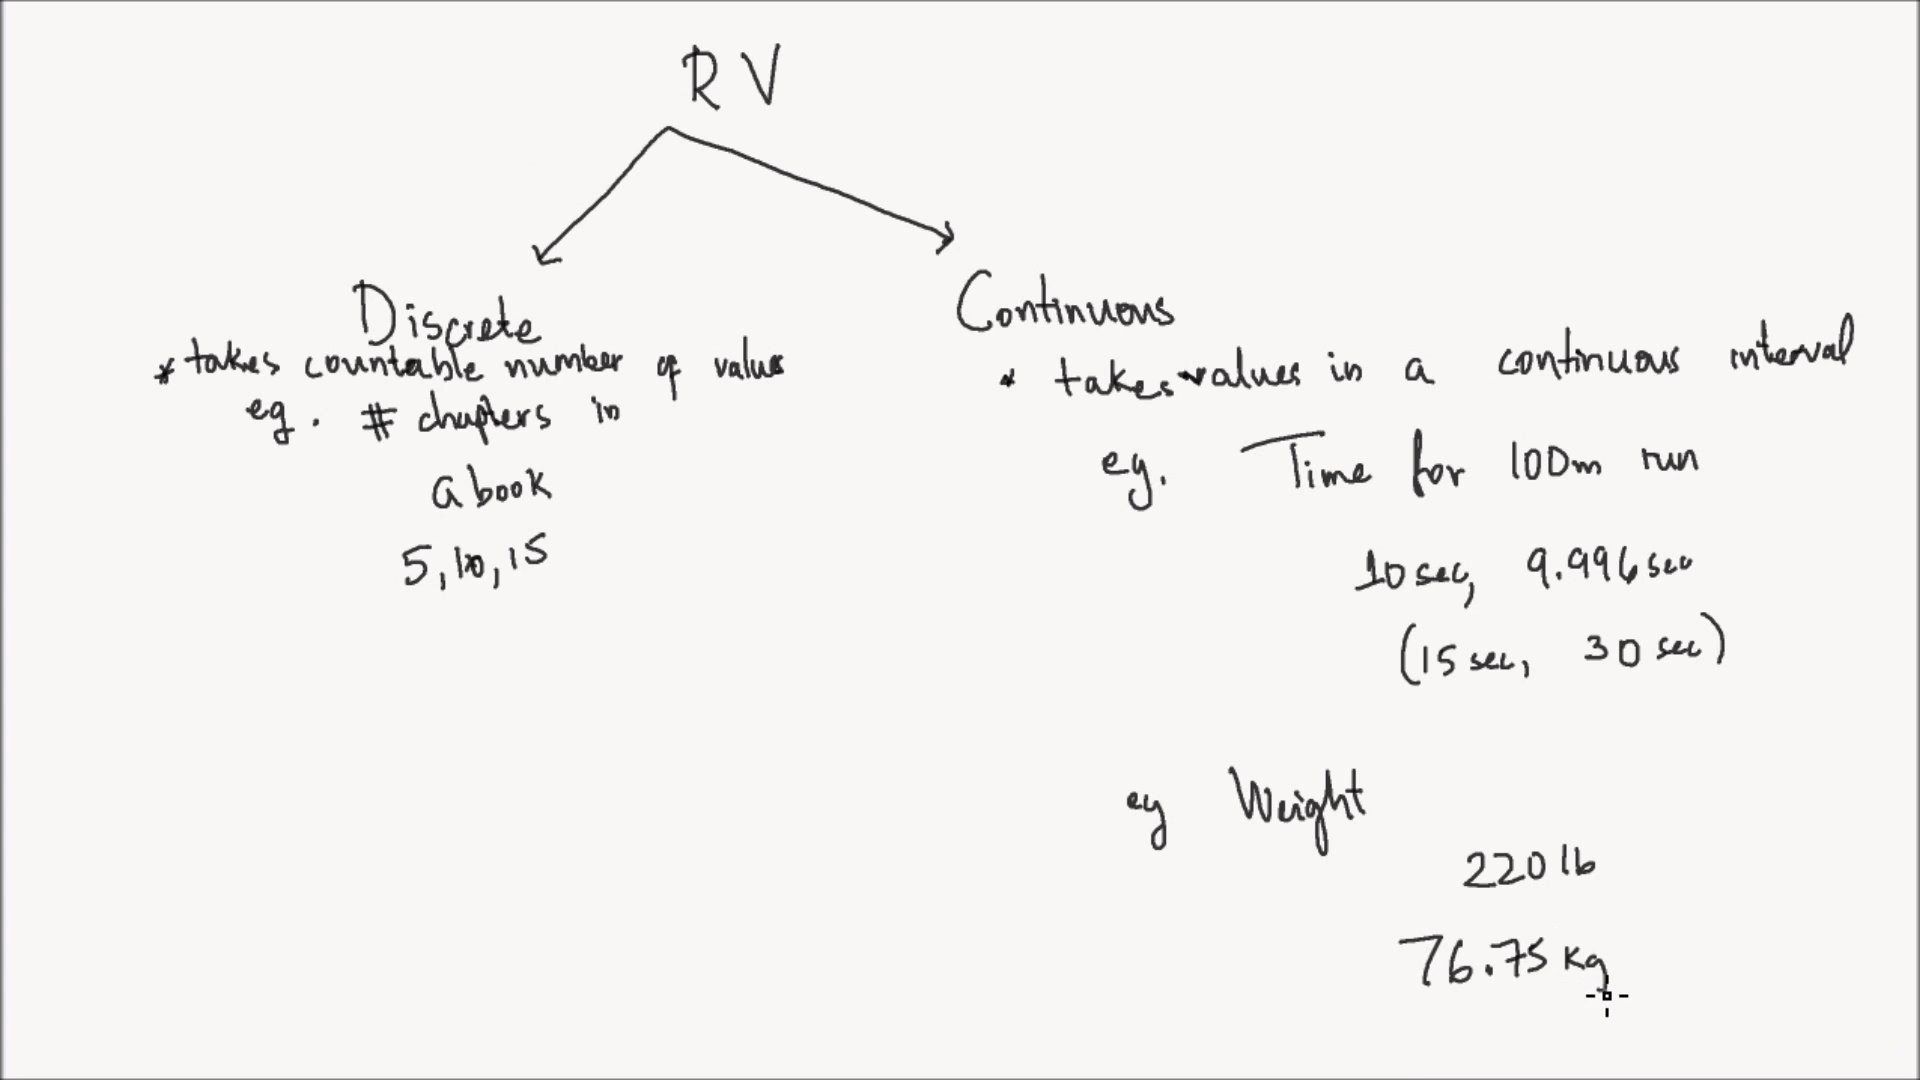 RV
Discrete
* takes countable number of values
eg. # chapters in
a book
5, 10, 15
Continuous
* takes values in a continuous interval
eg. Time for 100m run
10 sec, 9.996 sec
(15 sec, 30 sec)
eg Weight
220 lb
76.75 kg